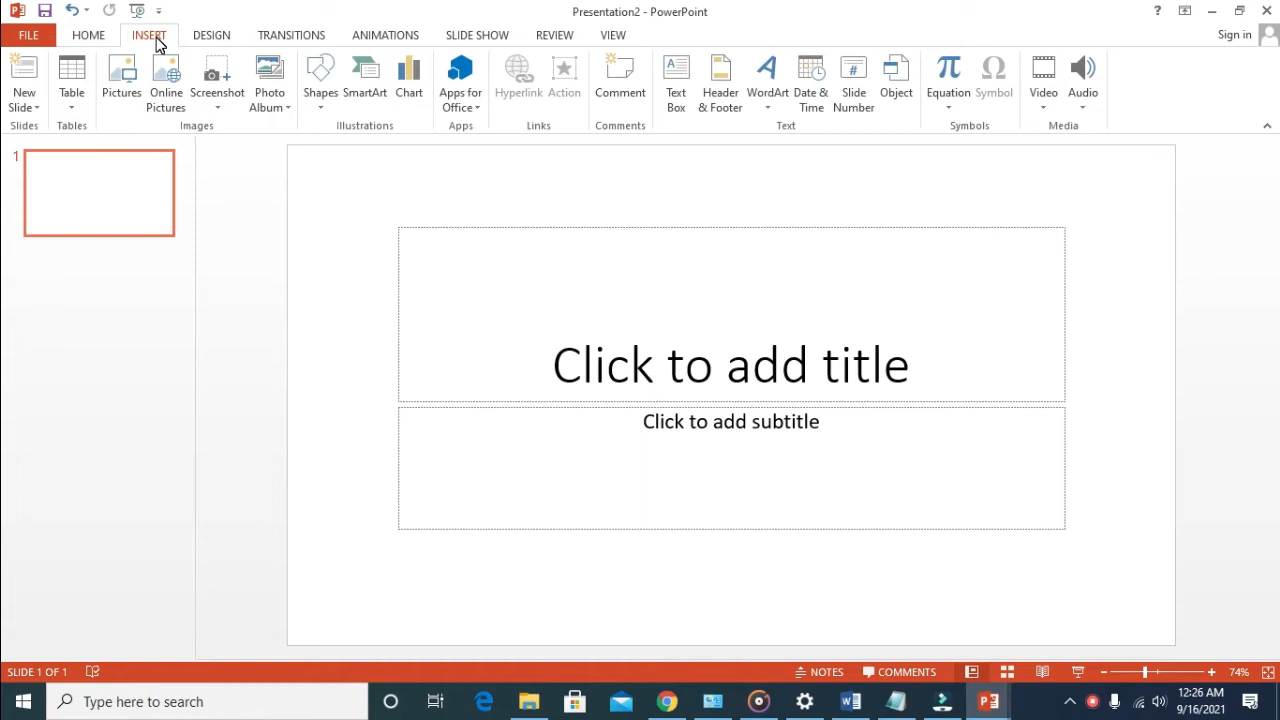 Presentation2 - PowerPoint
?
FILE HOME INSERT DESIGN TRANSITIONS ANIMATIONS SLIDE SHOW REVIEW VIEW Sign in
New Slide
Table
Pictures
Online Pictures
Screenshot
Photo Album
Shapes
SmartArt
Chart
Apps for Office
Hyperlink
Action
Comment
Text Box
Header & Footer
WordArt
Date & Time
Slide Number
Object
Equation
Symbol
Video
Audio
Slides Tables Images Illustrations Apps Links Comments Text Symbols Media
1
Click to add title
Click to add subtitle
SLIDE 1 OF 1 NOTES COMMENTS 74%
Type here to search
12:26 AM
9/16/2021